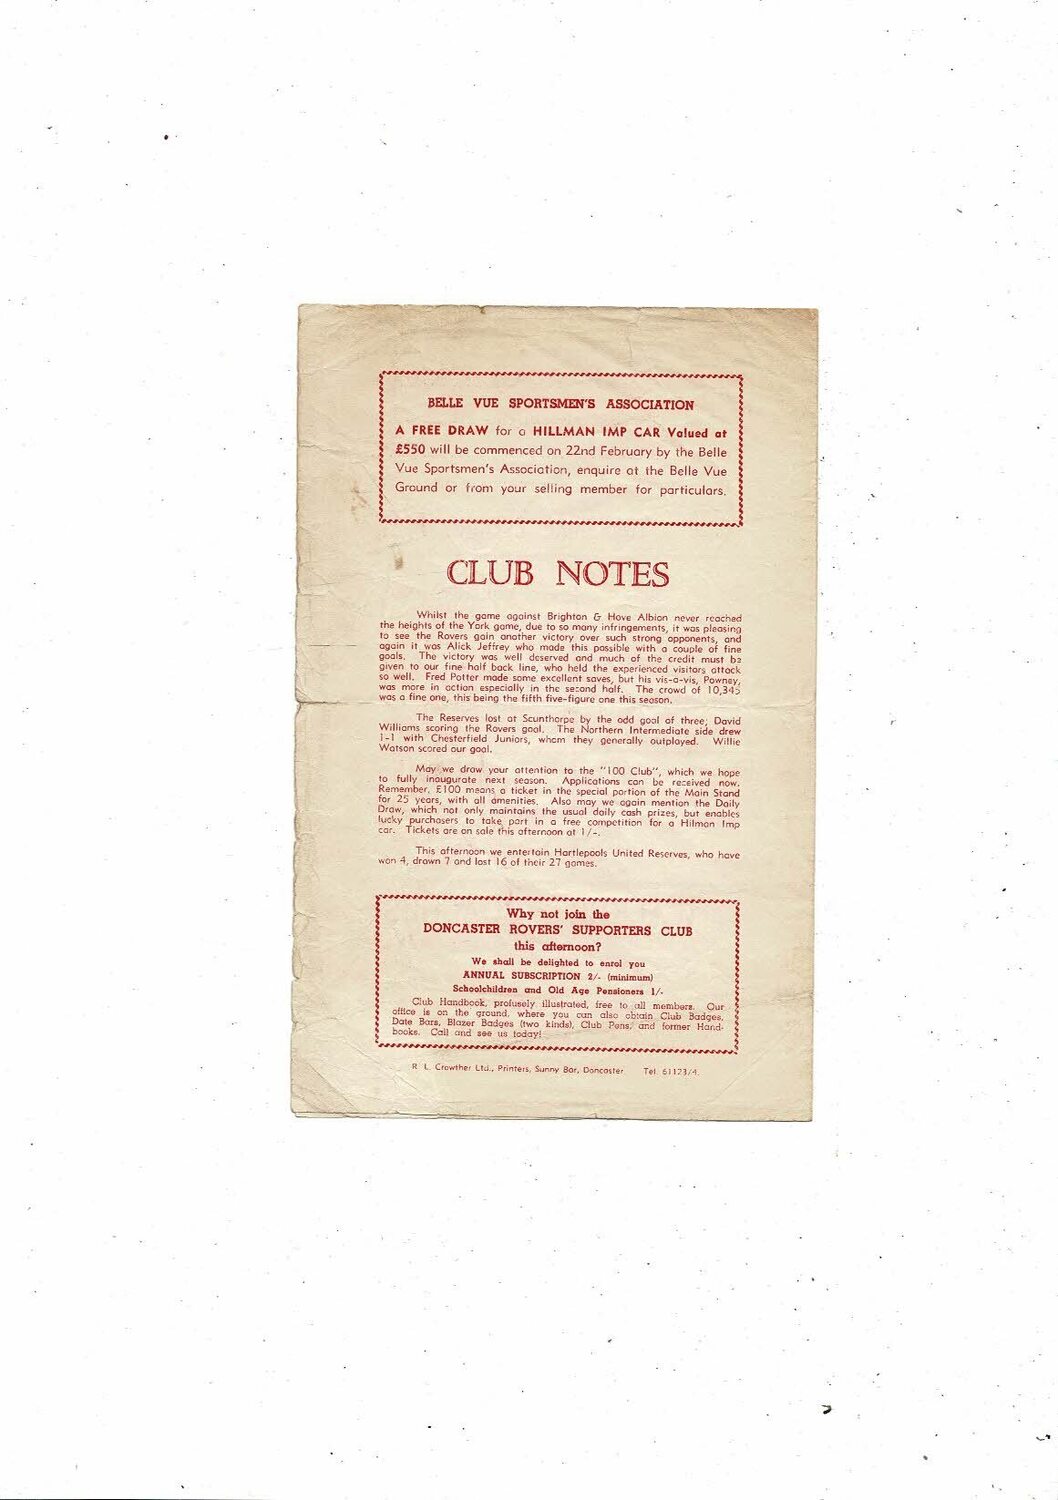 BELLE VUE SPORTSMEN'S ASSOCIATION
A FREE DRAW for a HILLMAN IMP CAR Valued at
£550 will be commenced on 22nd February by the Belle
Vue Sportsmen's Association, enquire at the Belle Vue
Ground or from your selling member for particulars.
CLUB NOTES
Whilst the game against Brighton & Hove Albion never reached
the heights of the York game, due to so many infringements, it was pleasing
to see the Rovers gain another victory over such strong opponents, and
again it was Alick Jeffrey who made this possible with a couple of fine
goals. The victory was well deserved and much of the credit must be
given to our fine half back line, who held the experienced visitors attack
so well. Fred Potter made some excellent saves, but his vis-a-vis, Powney,
was more in action especially in the second half. The crowd of 10,345
was a fine one, this being the fifth five-figure one this season.
The Reserves lost at Scunthorpe by the odd goal of three; David
Williams scoring the Rovers goal. The Northern Intermediate side drew
1-1 with Chesterfield Juniors, whom they generally outplayed. Willie
Watson scored our goal.
May we draw your attention to the "100 Club", which we hope
to fully inaugurate next season. Applications can be received now.
Remember, £100 means a ticket in the special portion of the Main Stand
for 25 years, with all amenities. Also may we again mention the Daily
Draw, which not only maintains the usual daily cash prizes, but enables
lucky purchasers to take part in a free competition for a Hilman Imp
car. Tickets are on sale this afternoon at 1/-.
This afternoon we entertain Hartlepools United Reserves, who have
won 4, drawn 7 and lost 16 of their 27 games.
Why not join the
DONCASTER ROVERS' SUPPORTERS CLUB
this afternoon?
We shall be delighted to enrol you
ANNUAL SUBSCRIPTION 2/- (minimum)
Schoolchildren and Old Age Pensioners 1/-
Club Handbook, profusely illustrated, free to all members. Our
office is on the ground, where you can also obtain Club Badges,
Date Bars, Blazer Badges (two kinds), Club Pens, and former Hand-
books. Call and see us today!
R. L. Crowther Ltd., Printers, Sunny Bar, Doncaster Tel. 61123/4.